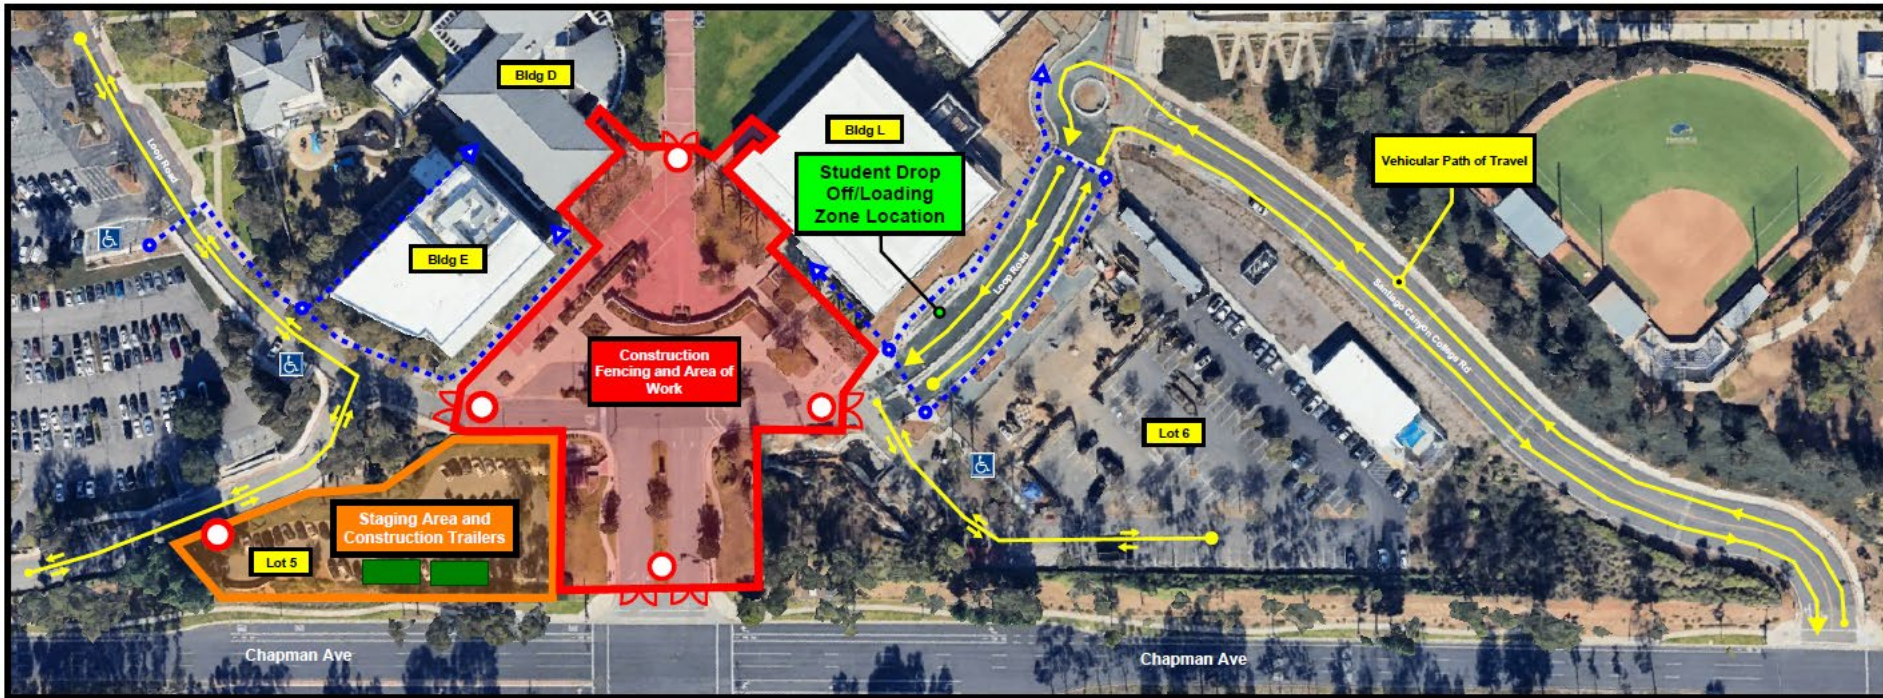 Bldg D
Bldg L
Student Drop
Off/Loading
Zone Location
Vehicular Path of Travel
Loop Road
Bldg E
Loop Road
Santiago Canyon College Rd
Construction
Fencing and Area of
Work
Lot 6
Staging Area and
Construction Trailers
Lot 5
Chapman Ave
Chapman Ave